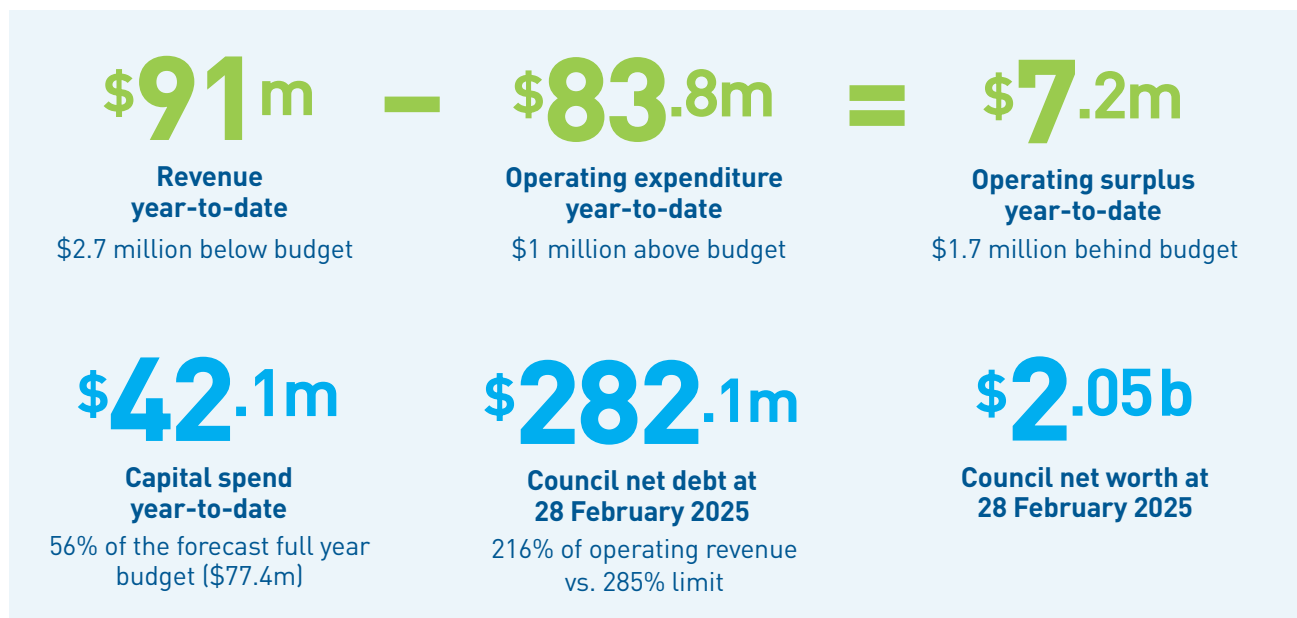 $91m – $83.8m = $7.2m
Revenue
year-to-date
$2.7 million below budget
Operating expenditure
year-to-date
$1 million above budget
Operating surplus
year-to-date
$1.7 million behind budget
$42.1m
Capital spend
year-to-date
56% of the forecast full year
budget ($77.4m)
$282.1m
Council net debt at
28 February 2025
216% of operating revenue
vs. 285% limit
$2.05b
Council net worth at
28 February 2025